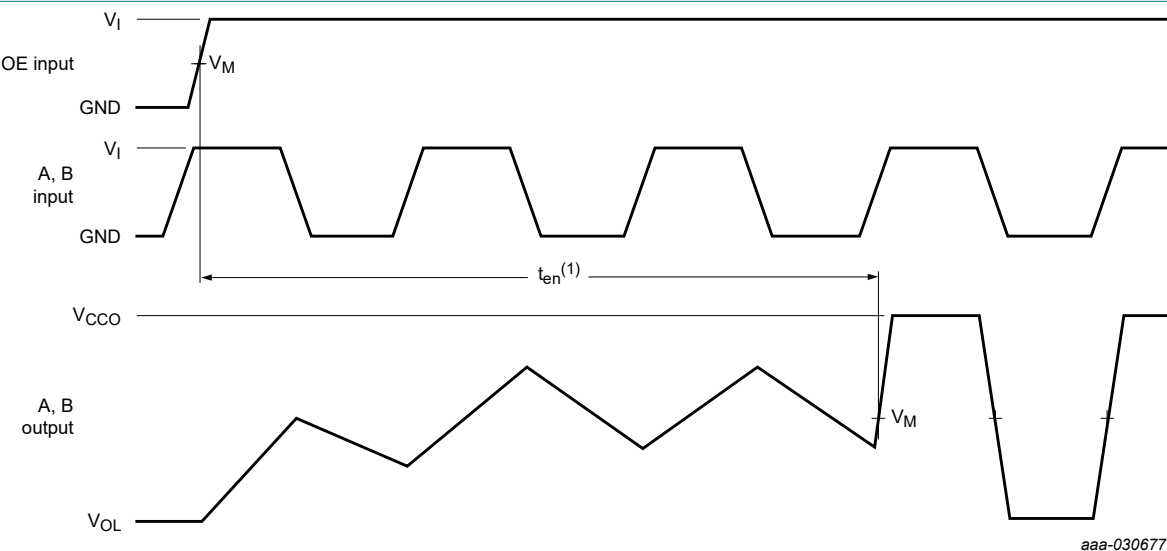 V_I
OE input
V_M
GND
V_I
A, B
input
GND
t_en^(1)
V_CCO
A, B
output
V_M
V_OL
aaa-030677